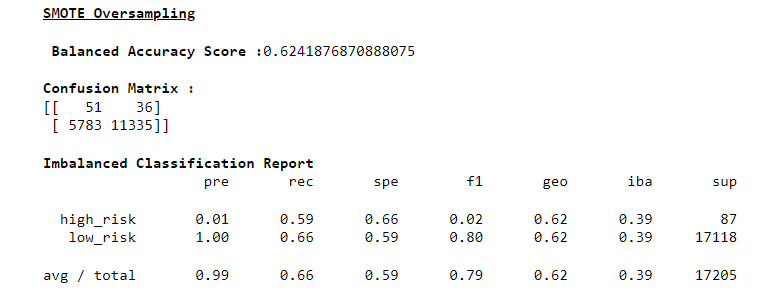 SMOTE Oversampling
Balanced Accuracy Score :0.6241876870888075
Confusion Matrix :
[[   51    36]
 [ 5783 11335]]
Imbalanced Classification Report
pre       rec       spe        f1       geo       iba       sup
high_risk       0.01      0.59      0.66      0.02      0.62      0.39        87
low_risk       1.00      0.66      0.59      0.80      0.62      0.39     17118
avg / total       0.99      0.66      0.59      0.79      0.62      0.39     17205